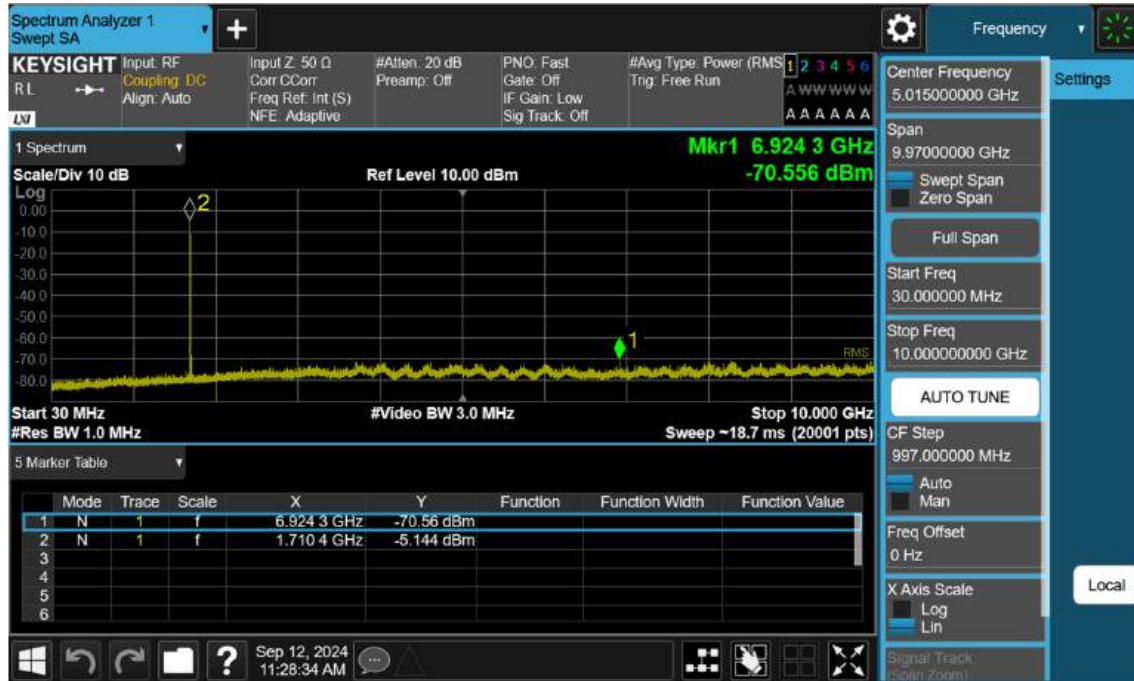 Spectrum Analyzer 1
Swept SA
Frequency
KEYSIGHT
RL
LXI
Input: RF
Coupling: DC
Align: Auto
Input Z: 50 Ω
Corr CCorr
Freq Ref: Int (S)
NFE: Adaptive
#Atten: 20 dB
Preamp: Off
PNO: Fast
Gate: Off
IF Gain: Low
Sig Track: Off
#Avg Type: Power (RMS
Trig: Free Run
1 2 3 4 5 6
A W W W W W
A A A A A A
1 Spectrum
Scale/Div 10 dB
Ref Level 10.00 dBm
Mkr1 6.924 3 GHz
-70.556 dBm
Log
0.00
-10.0
-20.0
-30.0
-40.0
-50.0
-60.0
-70.0
-80.0
2
1
RMS
Start 30 MHz
#Video BW 3.0 MHz
Stop 10.000 GHz
#Res BW 1.0 MHz
Sweep ~18.7 ms (20001 pts)
5 Marker Table
Mode Trace Scale X Y Function Function Width Function Value
1 N 1 f 6.924 3 GHz -70.56 dBm
2 N 1 f 1.710 4 GHz -5.144 dBm
3
4
5
6
Sep 12, 2024
11:28:34 AM
Center Frequency
5.015000000 GHz
Settings
Span
9.97000000 GHz
Swept Span
Zero Span
Full Span
Start Freq
30.000000 MHz
Stop Freq
10.000000000 GHz
AUTO TUNE
CF Step
997.000000 MHz
Auto
Man
Freq Offset
0 Hz
X Axis Scale
Log
Lin
Local
Signal Track
(Span Zoom)